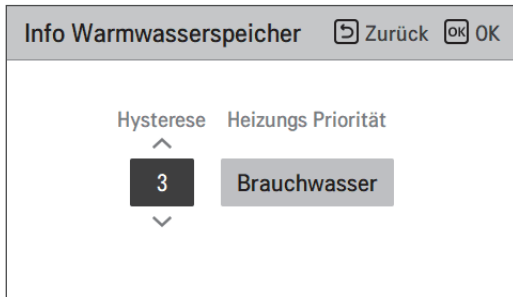 Info Warmwasserspeicher Zurück OK OK
Hysterese Heizungs Priorität
3 Brauchwasser